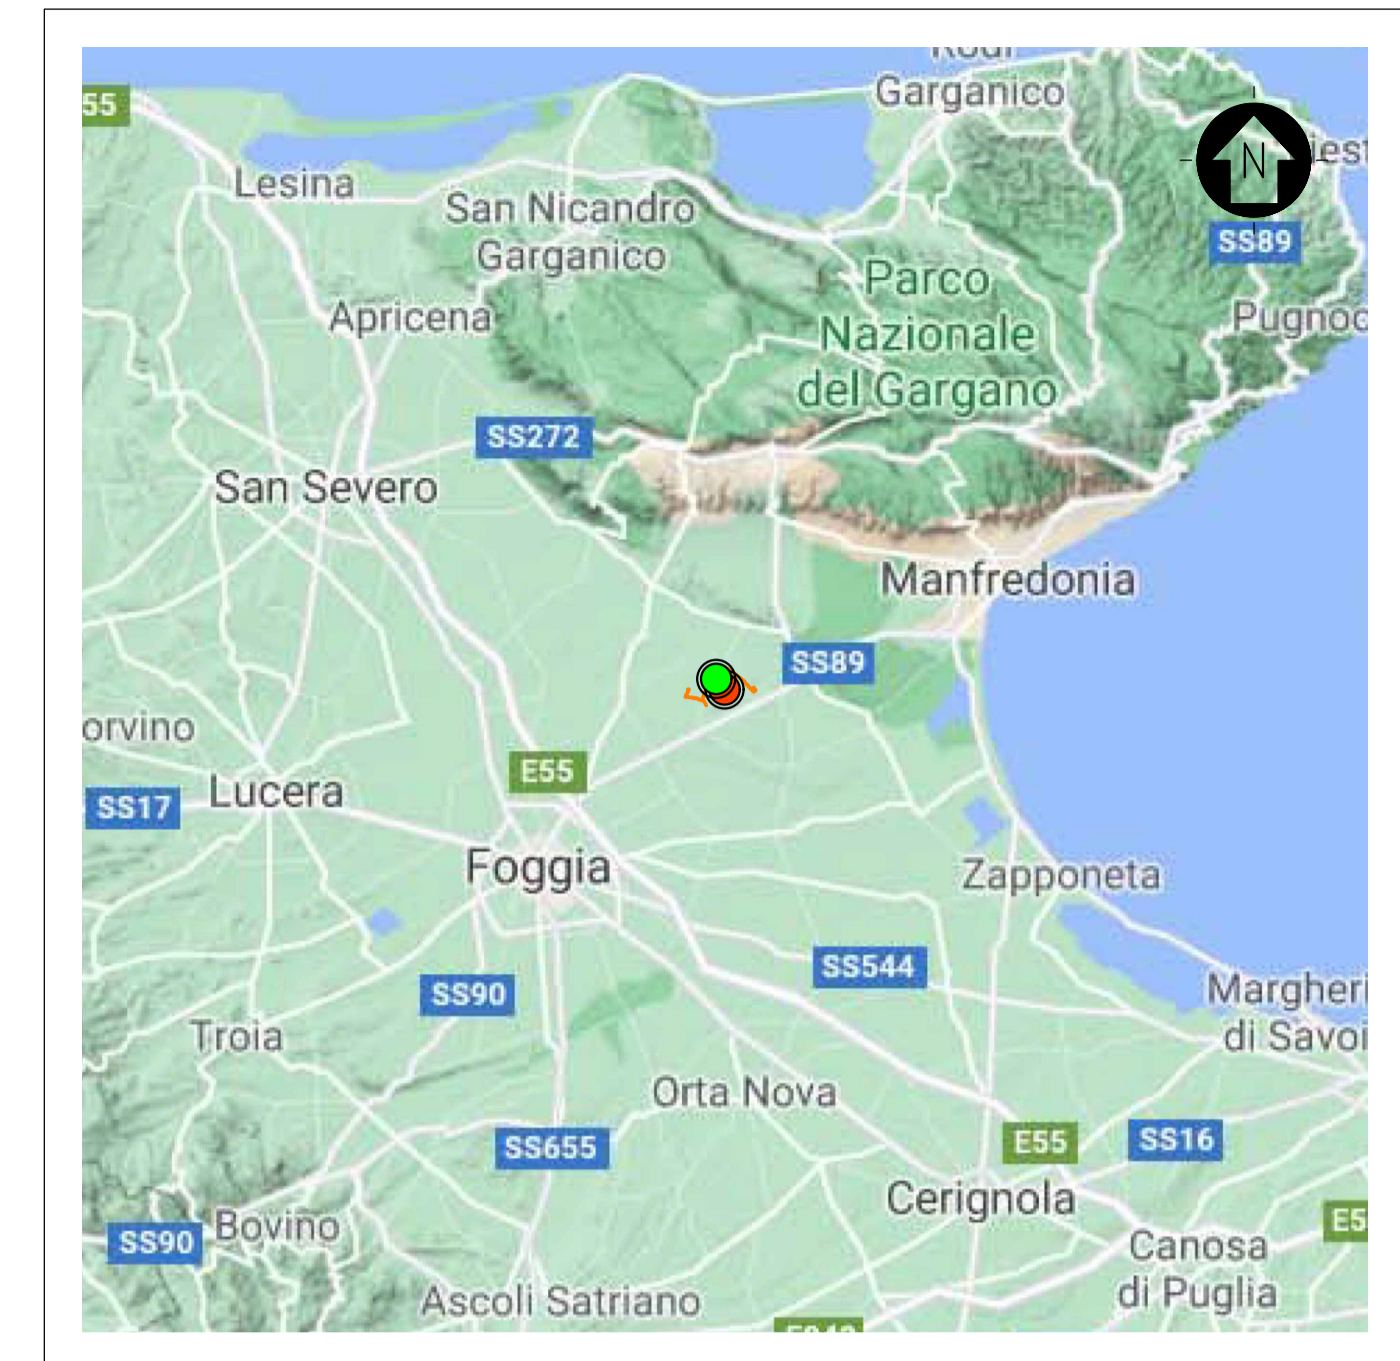 Garganico
55
N
Lesina
San Nicandro
Garganico
SS89
Parco
Nazionale
del Gargano
Apricena
SS272
San Severo
Manfredonia
SS89
E55
Lucera
SS17
Foggia
Zapponeta
SS544
SS90
Troia
Orta Nova
SS655
E55
SS16
Cerignola
Bovino
SS90
Canosa
di Puglia
Ascoli Satriano